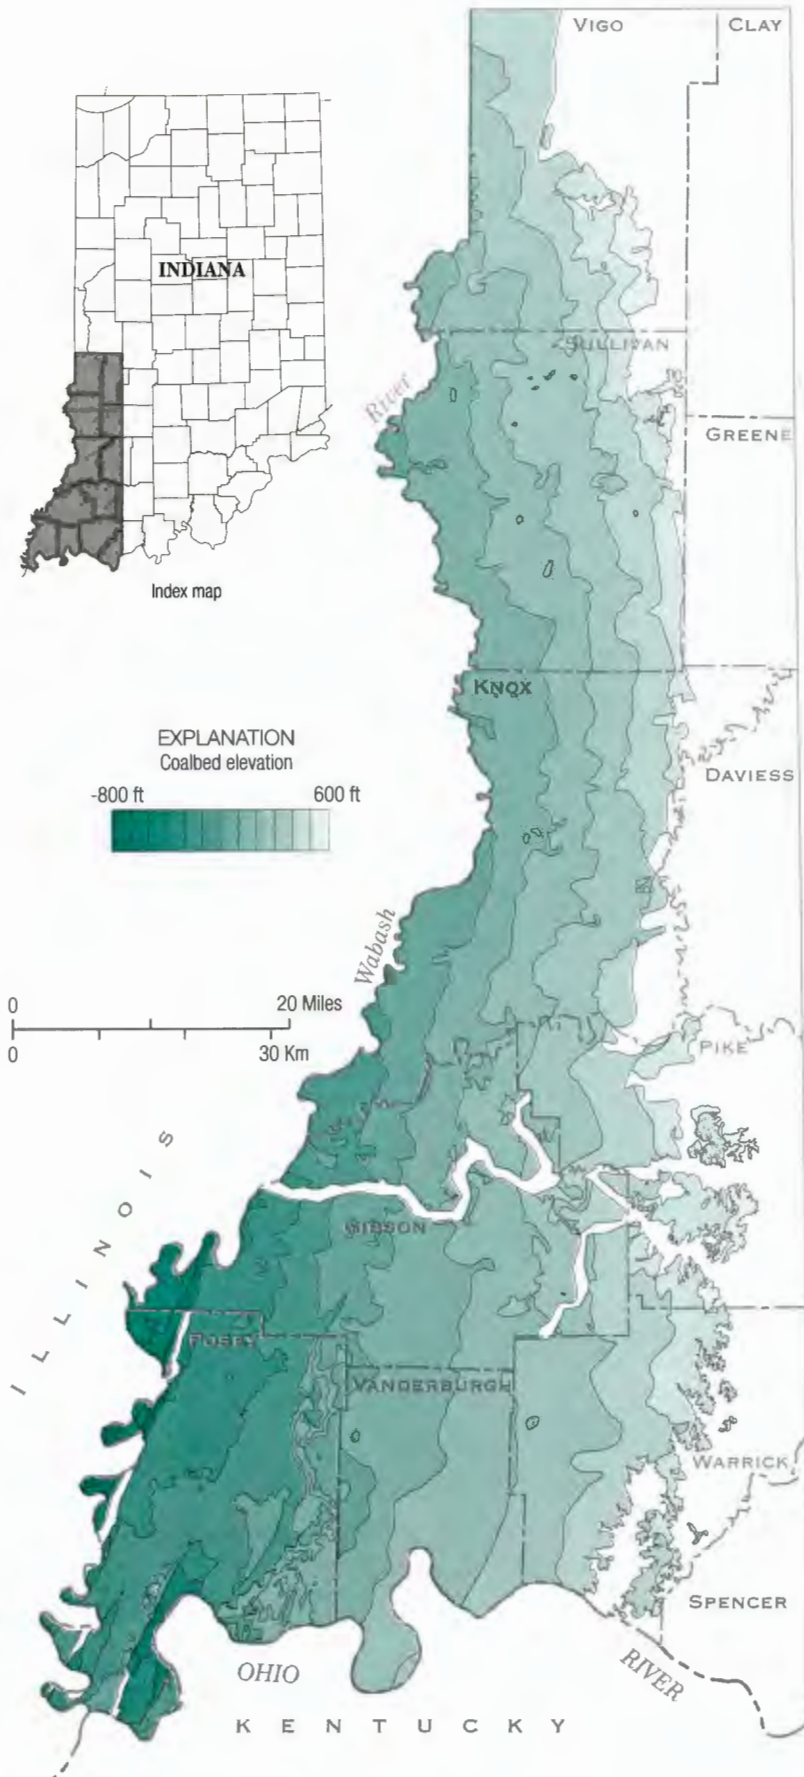 VIGO
CLAY
INDIANA
Index map
River
SULLIVAN
GREENE
KNOX
EXPLANATION
Coalbed elevation
-800 ft
600 ft
DAVIESS
Wabash
0
20 Miles
0
30 Km
PIKE
ILLINOIS
GIBSON
POSEY
VANDERBURGH
WARRICK
SPENCER
OHIO
RIVER
KENTUCKY